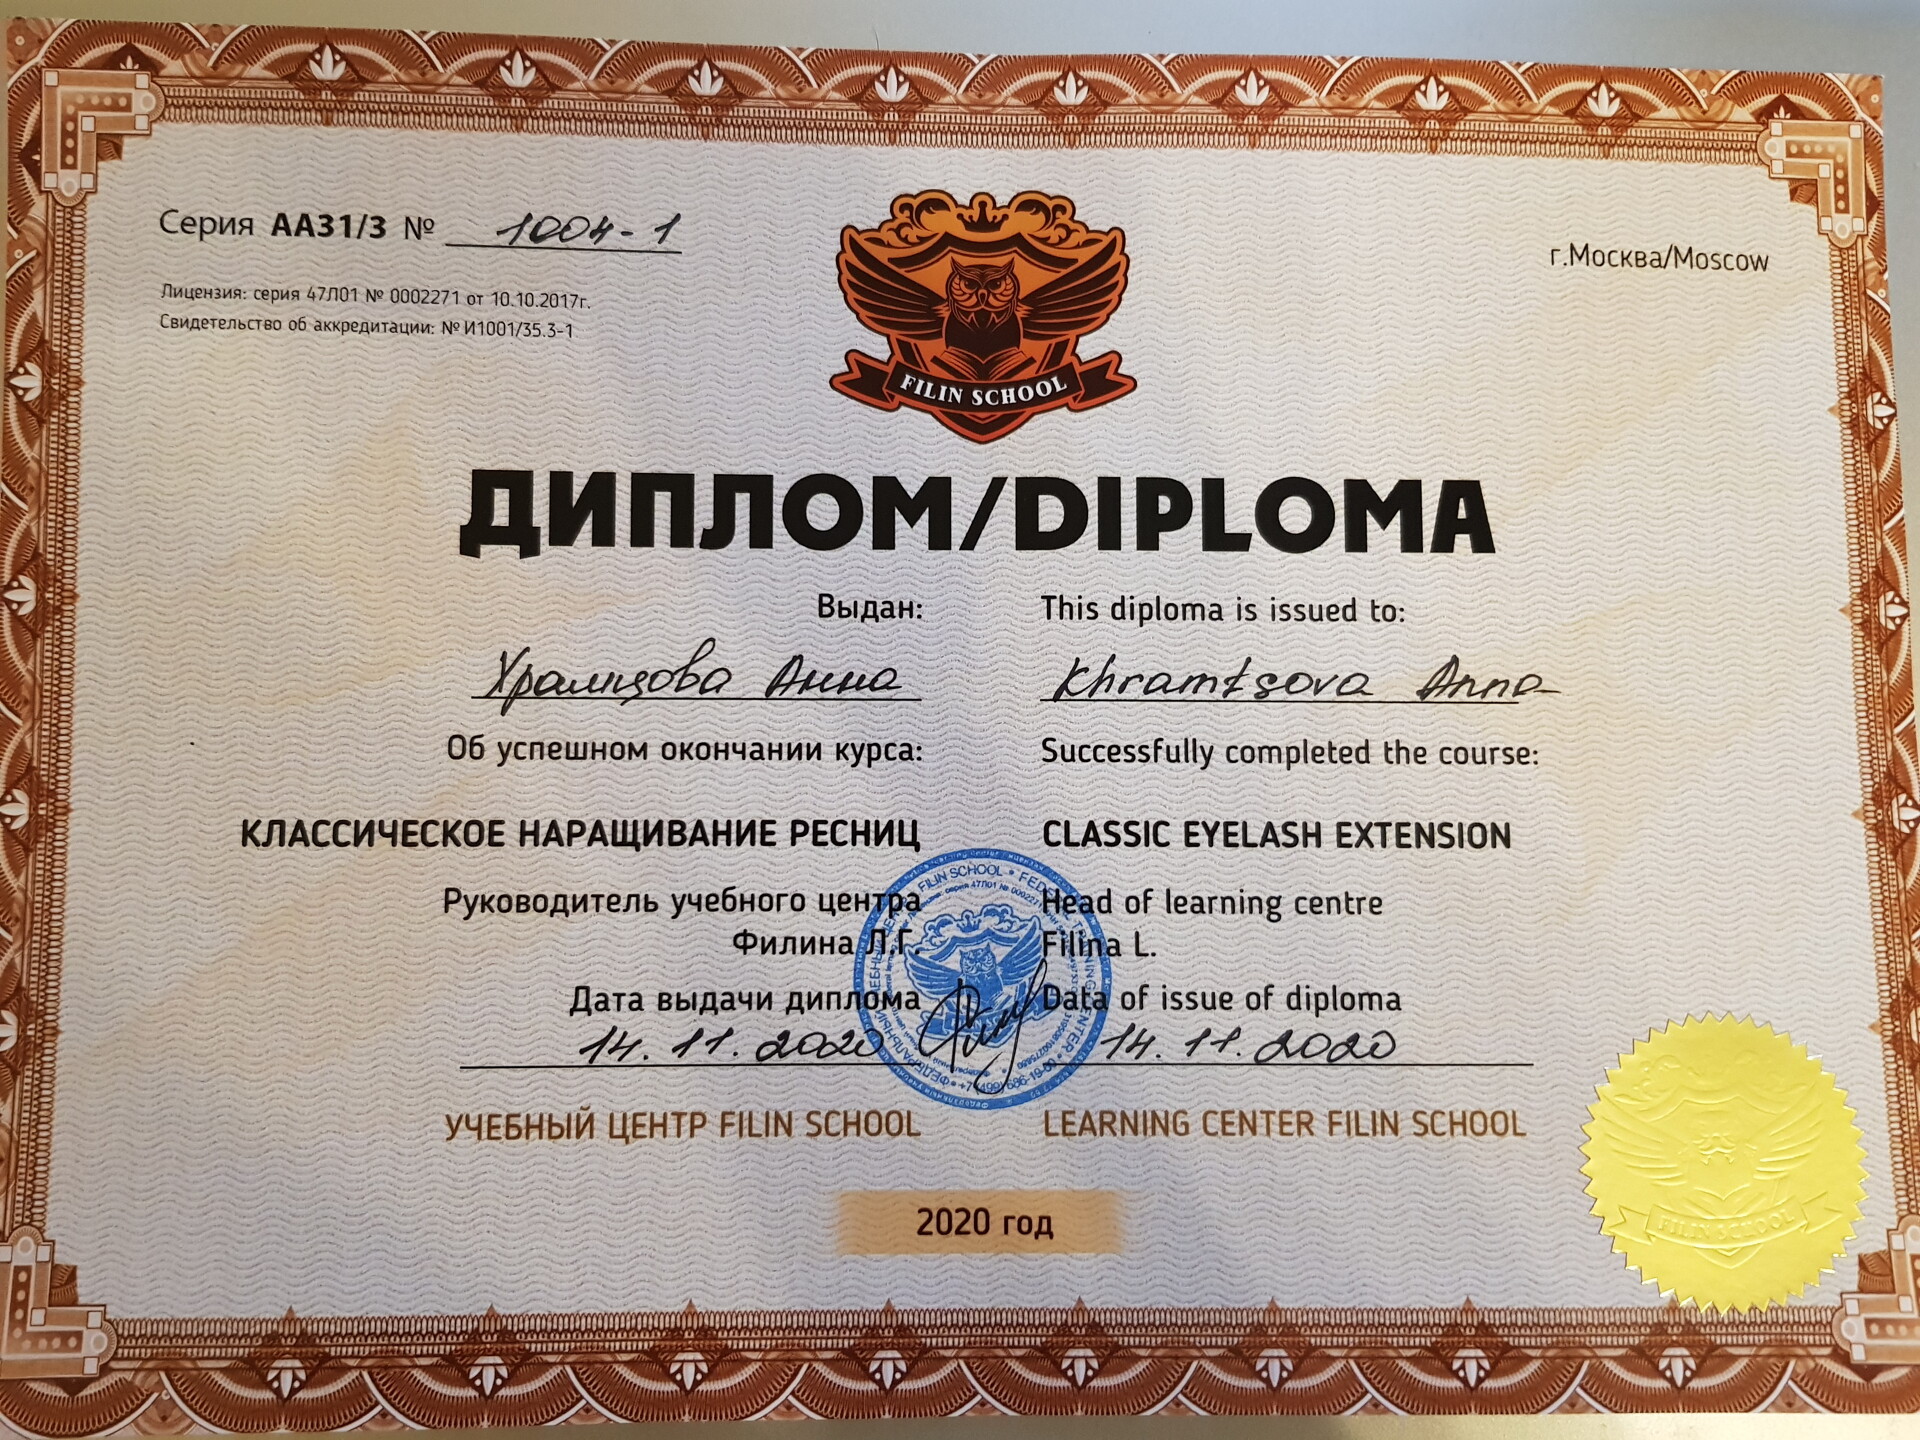 Серия АА31/3 № 1004-1
г.Москва/Moscow
Лицензия: серия 47Л01 № 0002271 от 10.10.2017г.
Свидетельство об аккредитации: № И1001/35.3-1
FILIN SCHOOL
ДИПЛОМ/DIPLOMA
Выдан: This diploma is issued to:
Храмцова Анна Khramtsova Anna
Об успешном окончании курса: Successfully completed the course:
КЛАССИЧЕСКОЕ НАРАЩИВАНИЕ РЕСНИЦ CLASSIC EYELASH EXTENSION
Руководитель учебного центра Head of learning centre
Филина Л.Г. Filina L.
Дата выдачи диплома Data of issue of diploma
14.11.2020 14.11.2020
УЧЕБНЫЙ ЦЕНТР FILIN SCHOOL LEARNING CENTER FILIN SCHOOL
2020 год
FILIN SCHOOL